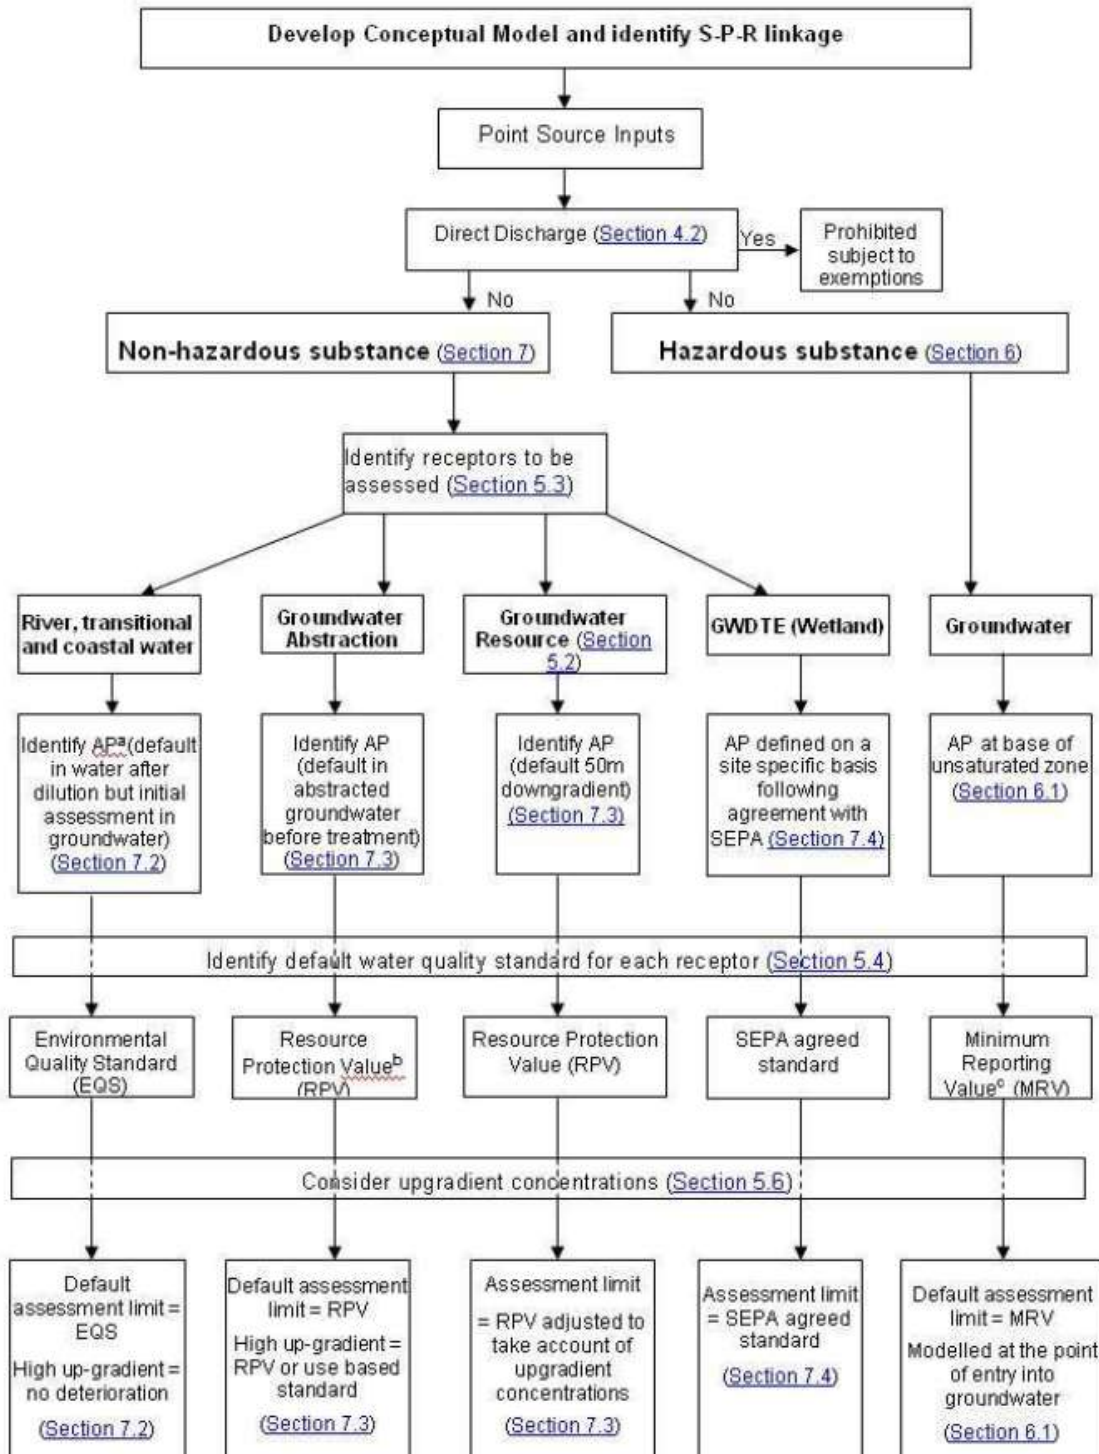 Develop Conceptual Model and identify S-P-R linkage
Point Source Inputs
Direct Discharge (Section 4.2)
Yes
Prohibited
subject to
exemptions
No
No
Non-hazardous substance (Section 7)
Hazardous substance (Section 6)
Identify receptors to be
assessed (Section 5.3)
River, transitional
and coastal water
Groundwater
Abstraction
Groundwater
Resource (Section
5.2)
GWDTE (Wetland)
Groundwater
Identify APª(default
in water after
dilution but initial
assessment in
groundwater)
(Section 7.2)
Identify AP
(default in
abstracted
groundwater
before treatment)
(Section 7.3)
Identify AP
(default 50m
downgradient)
(Section 7.3)
AP defined on a
site specific basis
following
agreement with
SEPA (Section 7.4)
AP at base of
unsaturated zone
(Section 6.1)
Identify default water quality standard for each receptor (Section 5.4)
Environmental
Quality Standard
(EQS)
Resource
Protection Valueᵇ
(RPV)
Resource Protection
Value (RPV)
SEPA agreed
standard
Minimum
Reporting
Valueᶜ (MRV)
Consider upgradient concentrations (Section 5.6)
Default
assessment limit =
EQS
High up-gradient =
no deterioration
(Section 7.2)
Default assessment
limit = RPV
High up-gradient =
RPV or use based
standard
(Section 7.3)
Assessment limit
= RPV adjusted to
take account of
upgradient
concentrations
(Section 7.3)
Assessment limit
= SEPA agreed
standard
(Section 7.4)
Default assessment
limit = MRV
Modelled at the point
of entry into
groundwater
(Section 6.1)